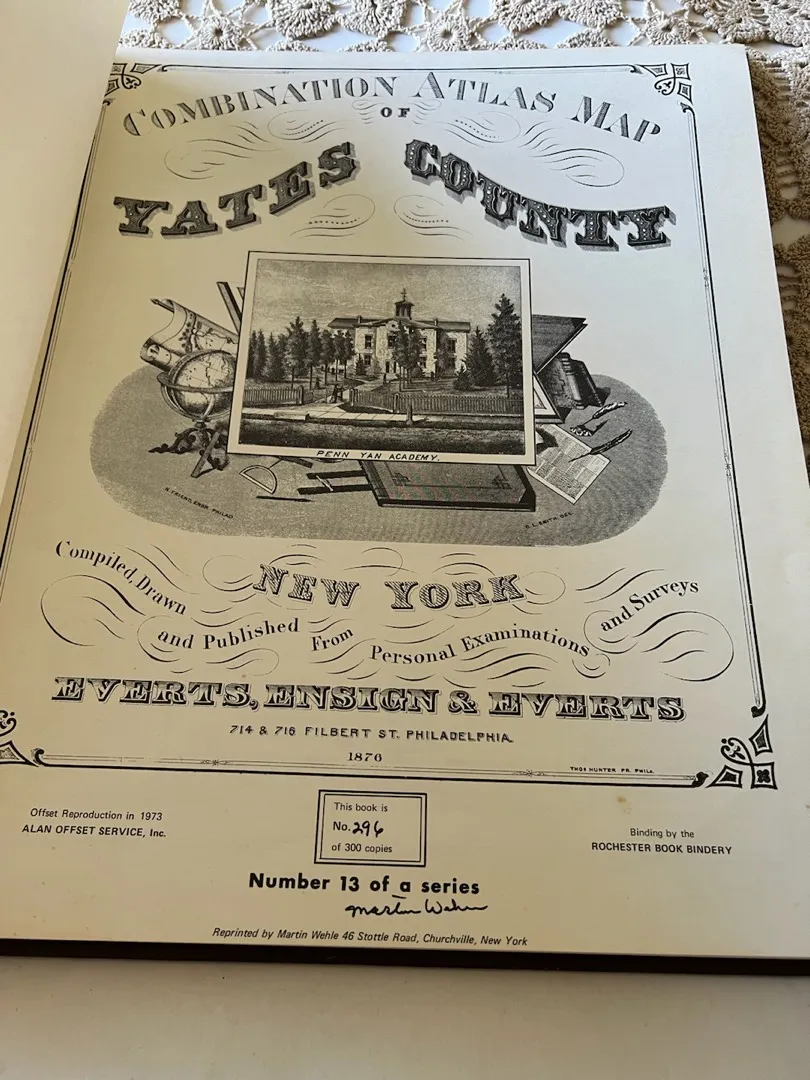 COMBINATION ATLAS MAP
OF
YATES COUNTY
PENN YAN ACADEMY.
NEW YORK
Compiled, Drawn and Published From Personal Examinations and Surveys
EVERTS, ENSIGN & EVERTS
714 & 716 FILBERT ST. PHILADELPHIA.
1876
THOS HUNTER PR. PHILA.
Offset Reproduction in 1973
ALAN OFFSET SERVICE, Inc.
This book is
No. 296
of 300 copies
Binding by the
ROCHESTER BOOK BINDERY
Number 13 of a series
Martin Wehle
Reprinted by Martin Wehle 46 Stottle Road, Churchville, New York